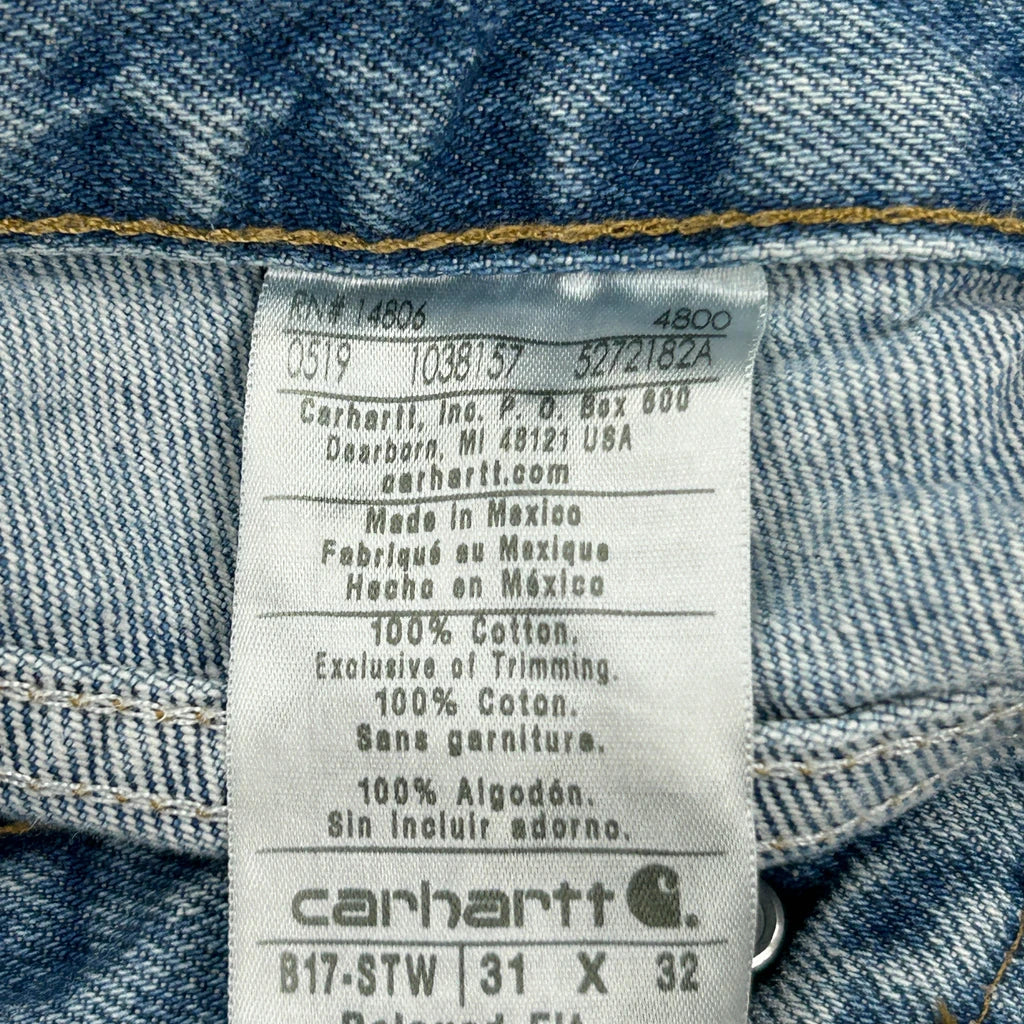 RN# 14806 4800
0519 1038157 5272182A
Carhartt, Inc. P. O. Box 600
Dearborn, MI 48121 USA
carhartt.com
Made in Mexico
Fabriqué au Mexique
Hecho en México
100% Cotton.
Exclusive of Trimming.
100% Coton.
Sans garniture.
100% Algodón.
Sin Incluir adorno.
carhartt
B17-STW 31 X 32
Relaxed Fit